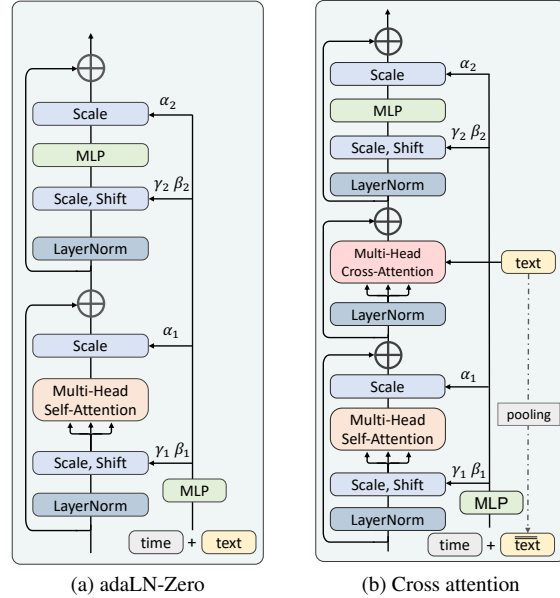 α₂
Scale
MLP
γ₂ β₂
Scale, Shift
LayerNorm
α₁
Scale
Multi-Head
Self-Attention
γ₁ β₁
Scale, Shift
MLP
LayerNorm
time + text
(a) adaLN-Zero
α₂
Scale
MLP
γ₂ β₂
Scale, Shift
LayerNorm
Multi-Head
Cross-Attention
text
LayerNorm
α₁
Scale
pooling
Multi-Head
Self-Attention
γ₁ β₁
Scale, Shift
MLP
LayerNorm
time + text
(b) Cross attention